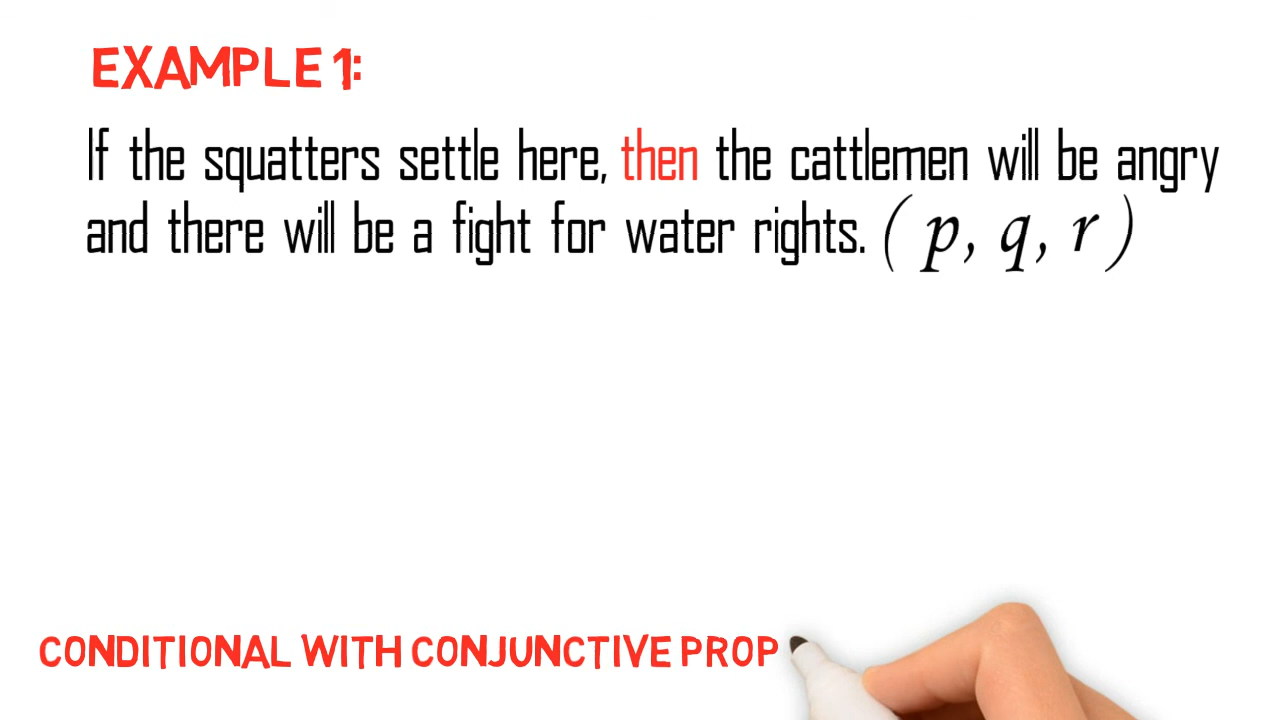 EXAMPLE 1:
If the squatters settle here, then the cattlemen will be angry
and there will be a fight for water rights. ( p, q, r )
CONDITIONAL WITH CONJUNCTIVE PROP